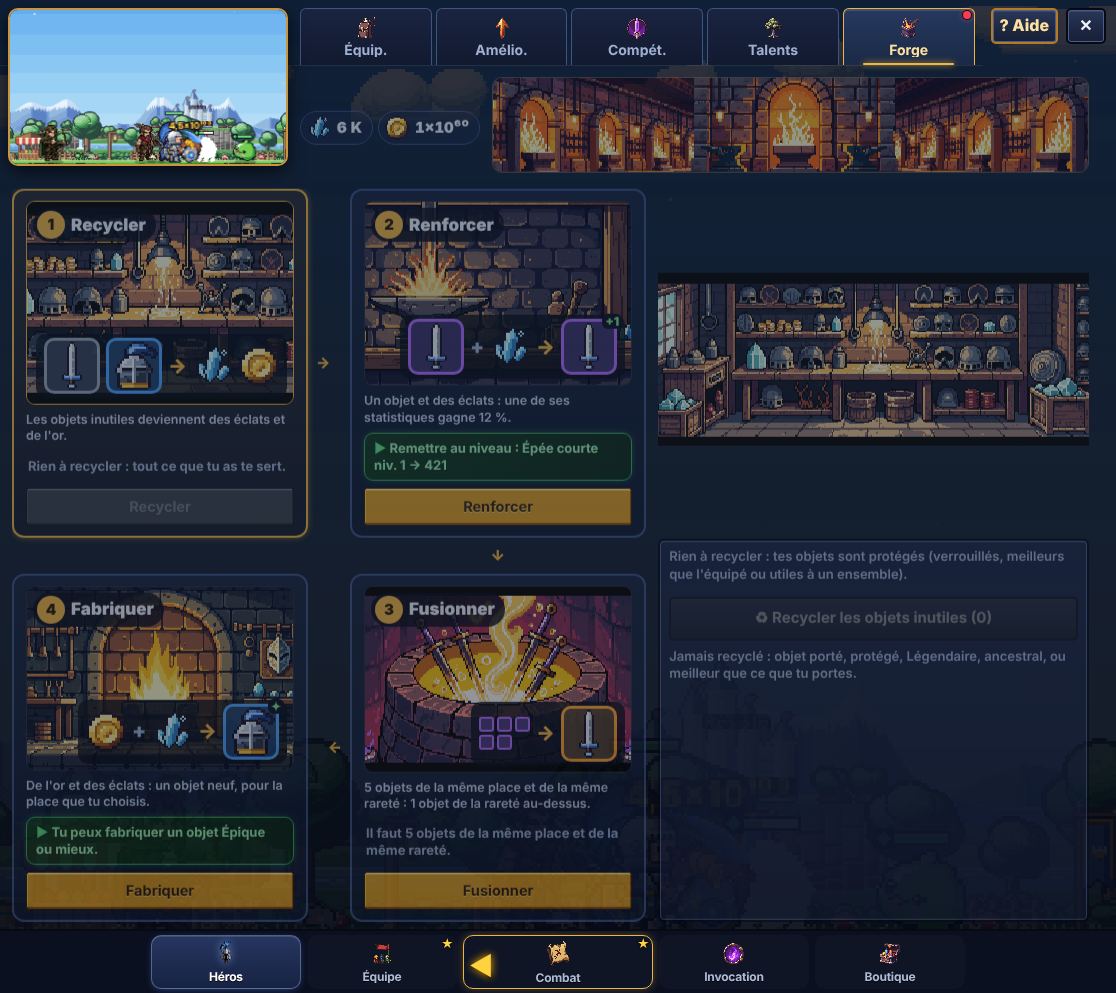 Équip.
Amélio.
Compét.
Talents
Forge
? Aide
×
6 K
1×10⁶⁰
1 Recycler
Les objets inutiles deviennent des éclats et
de l'or.
Rien à recycler : tout ce que tu as te sert.
Recycler
2 Renforcer
+1
Un objet et des éclats : une de ses
statistiques gagne 12 %.
▶ Remettre au niveau : Épée courte
niv. 1 → 421
Renforcer
Rien à recycler : tes objets sont protégés (verrouillés, meilleurs
que l'équipé ou utiles à un ensemble).
♻ Recycler les objets inutiles (0)
Jamais recyclé : objet porté, protégé, Légendaire, ancestral, ou
meilleur que ce que tu portes.
4 Fabriquer
De l'or et des éclats : un objet neuf, pour la
place que tu choisis.
▶ Tu peux fabriquer un objet Épique
ou mieux.
Fabriquer
3 Fusionner
5 objets de la même place et de la même
rareté : 1 objet de la rareté au-dessus.
Il faut 5 objets de la même place et de la
même rareté.
Fusionner
Héros
Équipe
Combat
Invocation
Boutique